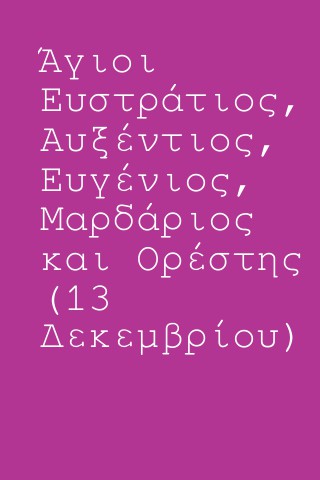 Άγιοι
Ευστράτιος,
Αυξέντιος,
Ευγένιος,
Μαρδάριος
και Ορέστης
(13
Δεκεμβρίου)